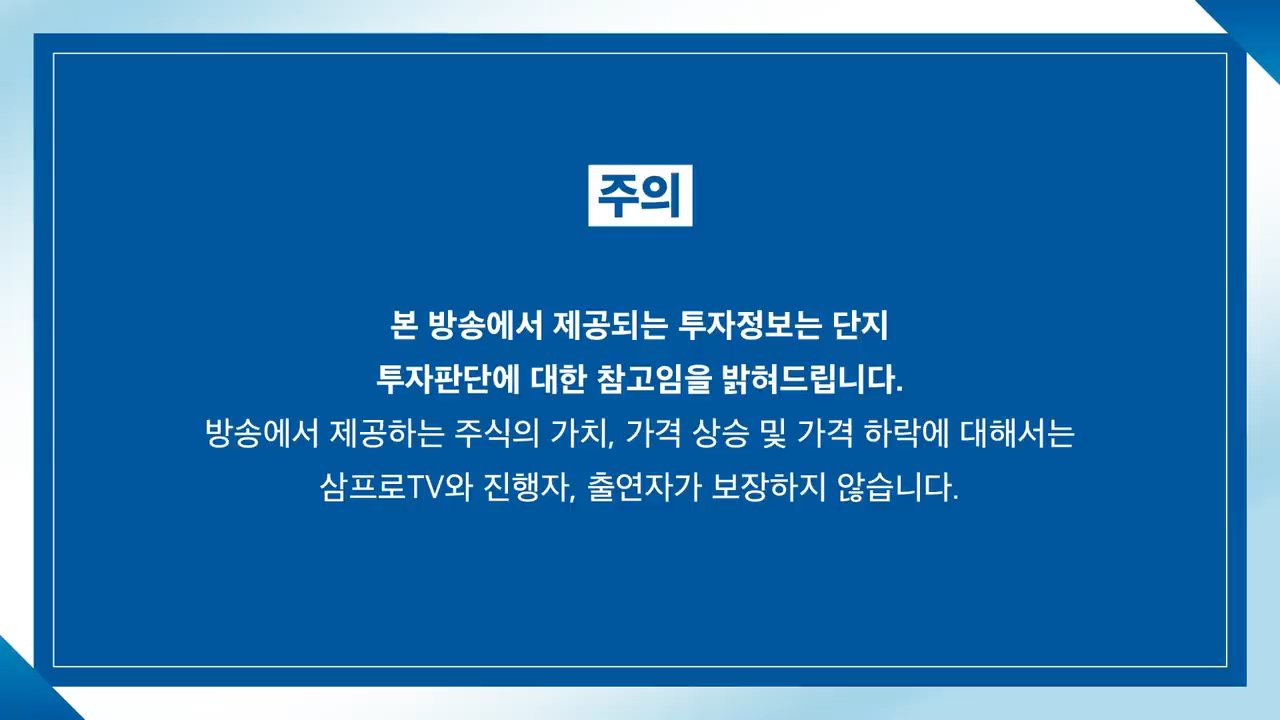 주의
본 방송에서 제공되는 투자정보는 단지
투자판단에 대한 참고임을 밝혀드립니다.
방송에서 제공하는 주식의 가치, 가격 상승 및 가격 하락에 대해서는
삼프로TV와 진행자, 출연자가 보장하지 않습니다.